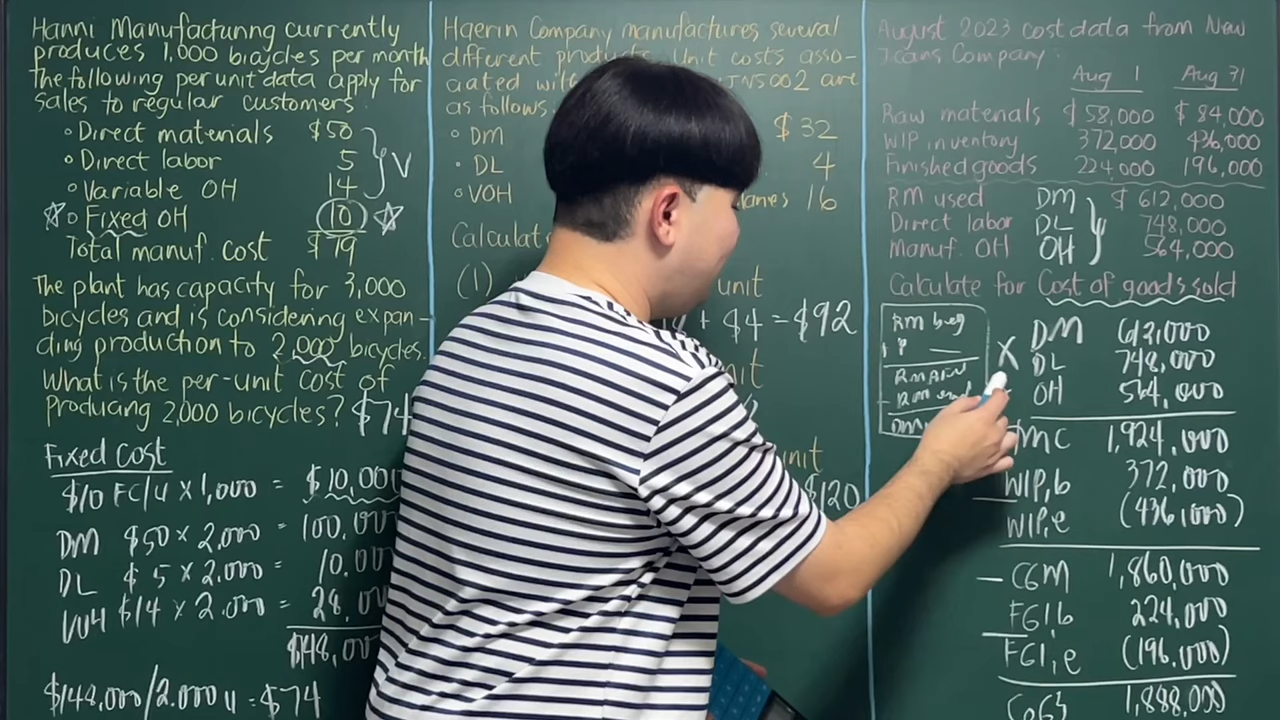 Hanni Manufacturing currently
produces 1,000 bicycles per month
The following per unit data apply for
sales to regular customers:
• Direct materials $50
• Direct labor 5
• Variable OH 14
V
☆ • Fixed OH 10 ☆
Total manuf. cost $79
The plant has capacity for 3,000
bicycles and is considering expan-
ding production to 2,000 bicycles.
What is the per-unit cost of
producing 2,000 bicycles? $74
Fixed Cost
$10 FC/u × 1,000 = $10,000
DM $50 × 2,000 = 100,000
DL $ 5 × 2,000 = 10,00
VOH $14 × 2,000 = 28,00
$148,00
$148,000/2,000 u = $74
Haerin Company manufactures several
different products. Unit costs asso-
ciated with JNS002 are
as follows:
• DM $32
• DL 4
• VOH 16
Calculate
(1) unit
+ $4 = $92
nit
unit
$120
August 2023 cost data from New
Jeans Company:
Aug 1 Aug 31
Raw materials $58,000 $84,000
WIP inventory 372,000 436,000
Finished goods 224,000 196,000
RM used DM $612,000
Direct labor DL 748,000
Manuf. OH OH 564,000
Calculate for Cost of goods sold
RM beg
DM 612,000
DL 748,000
OH 564,000
MC 1,924,000
WIP,b 372,000
WIP,e (436,000)
CGM 1,860,000
FGI,b 224,000
FGI,e (196,000)
CGS 1,888,000